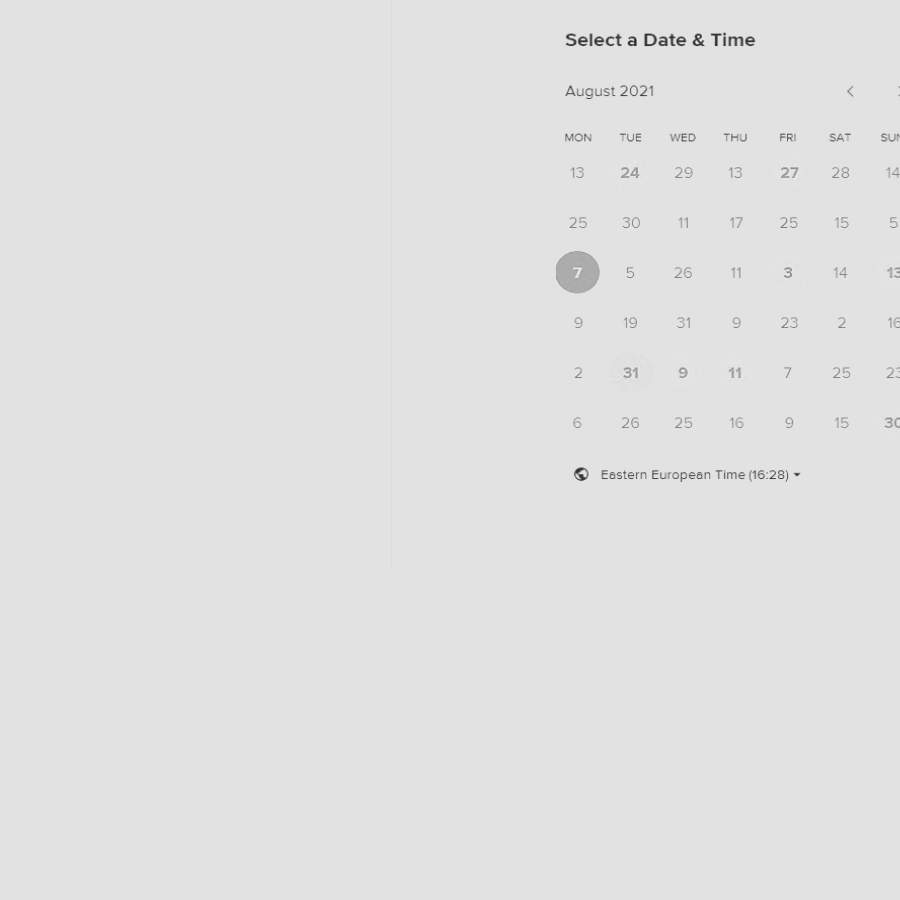 Select a Date & Time
August 2021
MON TUE WED THU FRI SAT SUN
13 24 29 13 27 28 14
25 30 11 17 25 15 5
7 5 26 11 3 14 13
9 19 31 9 23 2 16
2 31 9 11 7 25 23
6 26 25 16 9 15 30
Eastern European Time (16:28)